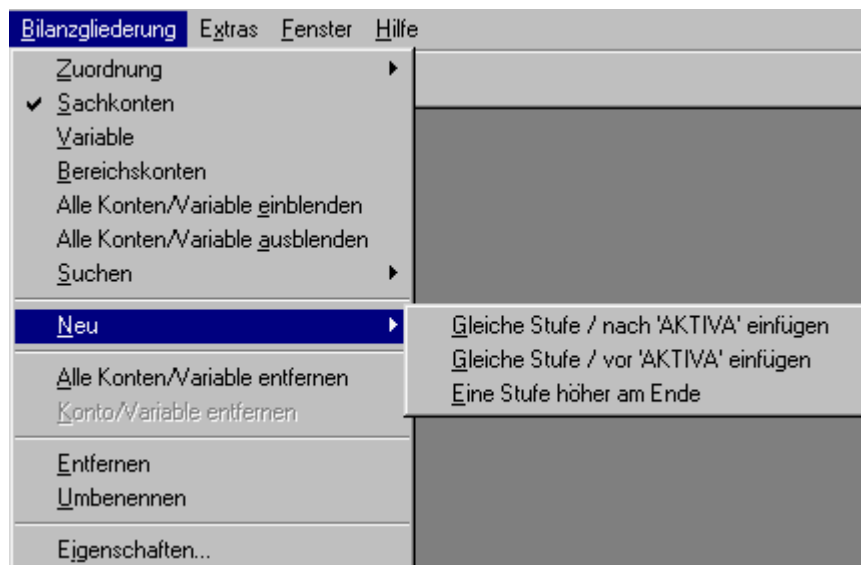 Bilanzgliederung Extras Fenster Hilfe
Zuordnung
Sachkonten
Variable
Bereichskonten
Alle Konten/Variable einblenden
Alle Konten/Variable ausblenden
Suchen
Neu
Gleiche Stufe / nach 'AKTIVA' einfügen
Gleiche Stufe / vor 'AKTIVA' einfügen
Eine Stufe höher am Ende
Alle Konten/Variable entfernen
Konto/Variable entfernen
Entfernen
Umbenennen
Eigenschaften...